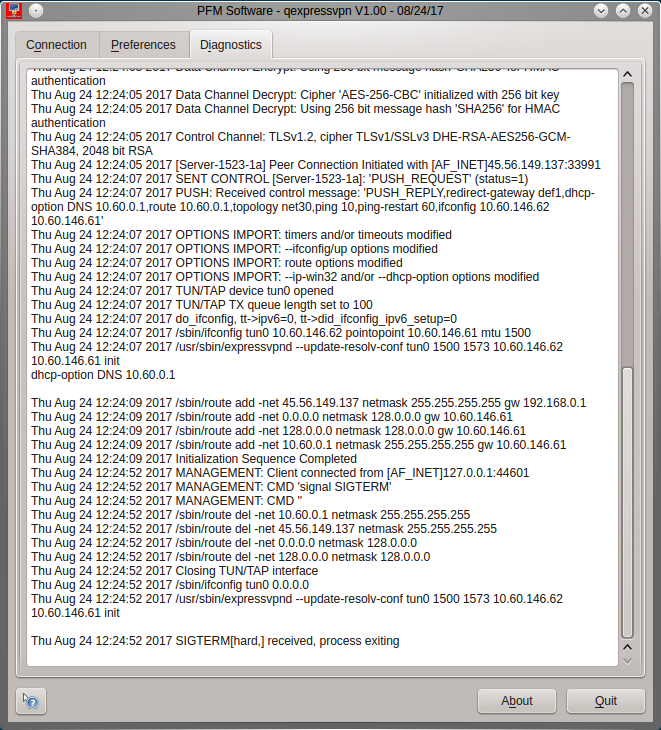 PFM Software - qexpressvpn V1.00 - 08/24/17
Connection
Preferences
Diagnostics
Thu Aug 24 12:24:05 2017 Data Channel Encrypt: Using 256 bit message hash 'SHA256' for HMAC
authentication
Thu Aug 24 12:24:05 2017 Data Channel Decrypt: Cipher 'AES-256-CBC' initialized with 256 bit key
Thu Aug 24 12:24:05 2017 Data Channel Decrypt: Using 256 bit message hash 'SHA256' for HMAC
authentication
Thu Aug 24 12:24:05 2017 Control Channel: TLSv1.2, cipher TLSv1/SSLv3 DHE-RSA-AES256-GCM-
SHA384, 2048 bit RSA
Thu Aug 24 12:24:05 2017 [Server-1523-1a] Peer Connection Initiated with [AF_INET]45.56.149.137:33991
Thu Aug 24 12:24:07 2017 SENT CONTROL [Server-1523-1a]: 'PUSH_REQUEST' (status=1)
Thu Aug 24 12:24:07 2017 PUSH: Received control message: 'PUSH_REPLY,redirect-gateway def1,dhcp-
option DNS 10.60.0.1,route 10.60.0.1,topology net30,ping 10,ping-restart 60,ifconfig 10.60.146.62
10.60.146.61'
Thu Aug 24 12:24:07 2017 OPTIONS IMPORT: timers and/or timeouts modified
Thu Aug 24 12:24:07 2017 OPTIONS IMPORT: --ifconfig/up options modified
Thu Aug 24 12:24:07 2017 OPTIONS IMPORT: route options modified
Thu Aug 24 12:24:07 2017 OPTIONS IMPORT: --ip-win32 and/or --dhcp-option options modified
Thu Aug 24 12:24:07 2017 TUN/TAP device tun0 opened
Thu Aug 24 12:24:07 2017 TUN/TAP TX queue length set to 100
Thu Aug 24 12:24:07 2017 do_ifconfig, tt->ipv6=0, tt->did_ifconfig_ipv6_setup=0
Thu Aug 24 12:24:07 2017 /sbin/ifconfig tun0 10.60.146.62 pointopoint 10.60.146.61 mtu 1500
Thu Aug 24 12:24:07 2017 /usr/sbin/expressvpnd --update-resolv-conf tun0 1500 1573 10.60.146.62
10.60.146.61 init
dhcp-option DNS 10.60.0.1
Thu Aug 24 12:24:09 2017 /sbin/route add -net 45.56.149.137 netmask 255.255.255.255 gw 192.168.0.1
Thu Aug 24 12:24:09 2017 /sbin/route add -net 0.0.0.0 netmask 128.0.0.0 gw 10.60.146.61
Thu Aug 24 12:24:09 2017 /sbin/route add -net 128.0.0.0 netmask 128.0.0.0 gw 10.60.146.61
Thu Aug 24 12:24:09 2017 /sbin/route add -net 10.60.0.1 netmask 255.255.255.255 gw 10.60.146.61
Thu Aug 24 12:24:09 2017 Initialization Sequence Completed
Thu Aug 24 12:24:52 2017 MANAGEMENT: Client connected from [AF_INET]127.0.0.1:44601
Thu Aug 24 12:24:52 2017 MANAGEMENT: CMD 'signal SIGTERM'
Thu Aug 24 12:24:52 2017 MANAGEMENT: CMD ''
Thu Aug 24 12:24:52 2017 /sbin/route del -net 10.60.0.1 netmask 255.255.255.255
Thu Aug 24 12:24:52 2017 /sbin/route del -net 45.56.149.137 netmask 255.255.255.255
Thu Aug 24 12:24:52 2017 /sbin/route del -net 0.0.0.0 netmask 128.0.0.0
Thu Aug 24 12:24:52 2017 /sbin/route del -net 128.0.0.0 netmask 128.0.0.0
Thu Aug 24 12:24:52 2017 Closing TUN/TAP interface
Thu Aug 24 12:24:52 2017 /sbin/ifconfig tun0 0.0.0.0
Thu Aug 24 12:24:52 2017 /usr/sbin/expressvpnd --update-resolv-conf tun0 1500 1573 10.60.146.62
10.60.146.61 init
Thu Aug 24 12:24:52 2017 SIGTERM[hard,] received, process exiting
About
Quit